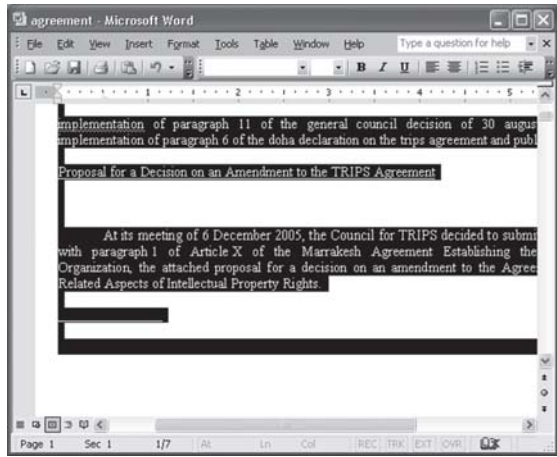 agreement - Microsoft Word
File Edit View Insert Format Tools Table Window Help Type a question for help
B I U
L 1 2 3 4 5
implementation of paragraph 11 of the general council decision of 30 augus
implementation of paragraph 6 of the doha declaration on the trips agreement and publ
Proposal for a Decision on an Amendment to the TRIPS Agreement
At its meeting of 6 December 2005, the Council for TRIPS decided to submi
with paragraph 1 of Article X of the Marrakesh Agreement Establishing the
Organization, the attached proposal for a decision on an amendment to the Agree
Related Aspects of Intellectual Property Rights.
Page 1 Sec 1 1/7 At Ln Col REC TRK EXT OVR